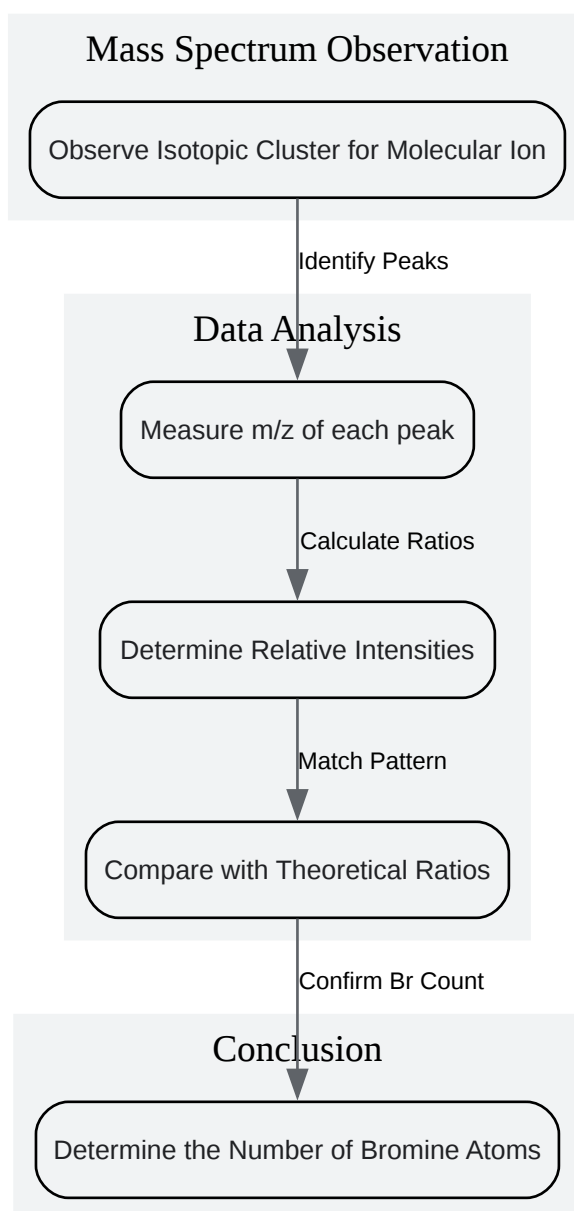 Mass Spectrum Observation
Observe Isotopic Cluster for Molecular Ion
Identify Peaks
Data Analysis
Measure m/z of each peak
Calculate Ratios
Determine Relative Intensities
Match Pattern
Compare with Theoretical Ratios
Confirm Br Count
Conclusion
Determine the Number of Bromine Atoms